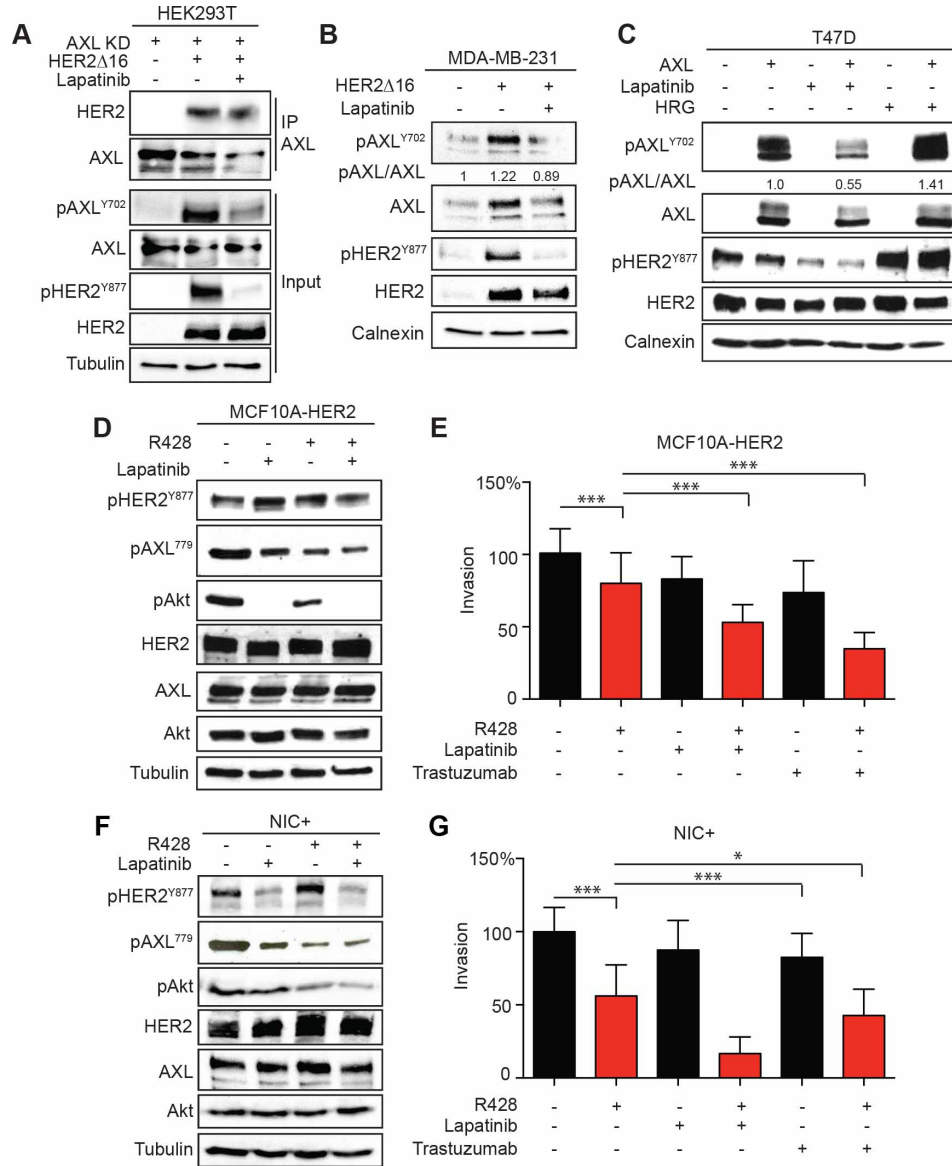 A
HEK293T
AXL KD + + +
HER2Δ16 - + +
Lapatinib - - +
HER2
AXL
IP
AXL
pAXLY702
AXL
pHER2Y877
HER2
Tubulin
Input
B
MDA-MB-231
HER2Δ16 - + +
Lapatinib - - +
pAXLY702
pAXL/AXL 1 1.22 0.89
AXL
pHER2Y877
HER2
Calnexin
C
T47D
AXL - + - + - +
Lapatinib - - + + - -
HRG - - - - + +
pAXLY702
pAXL/AXL 1.0 0.55 1.41
AXL
pHER2Y877
HER2
Calnexin
D
MCF10A-HER2
R428 - - + +
Lapatinib - + - +
pHER2Y877
pAXL779
pAkt
HER2
AXL
Akt
Tubulin
E
MCF10A-HER2
150%
100
50
0
Invasion
***
***
***
R428 - + - + - +
Lapatinib - - + + - -
Trastuzumab - - - - + +
F
NIC+
R428 - - + +
Lapatinib - + - +
pHER2Y877
pAXL779
pAkt
HER2
AXL
Akt
Tubulin
G
NIC+
150%
100
50
0
Invasion
*
***
***
R428 - + - + - +
Lapatinib - - + + - -
Trastuzumab - - - - + +